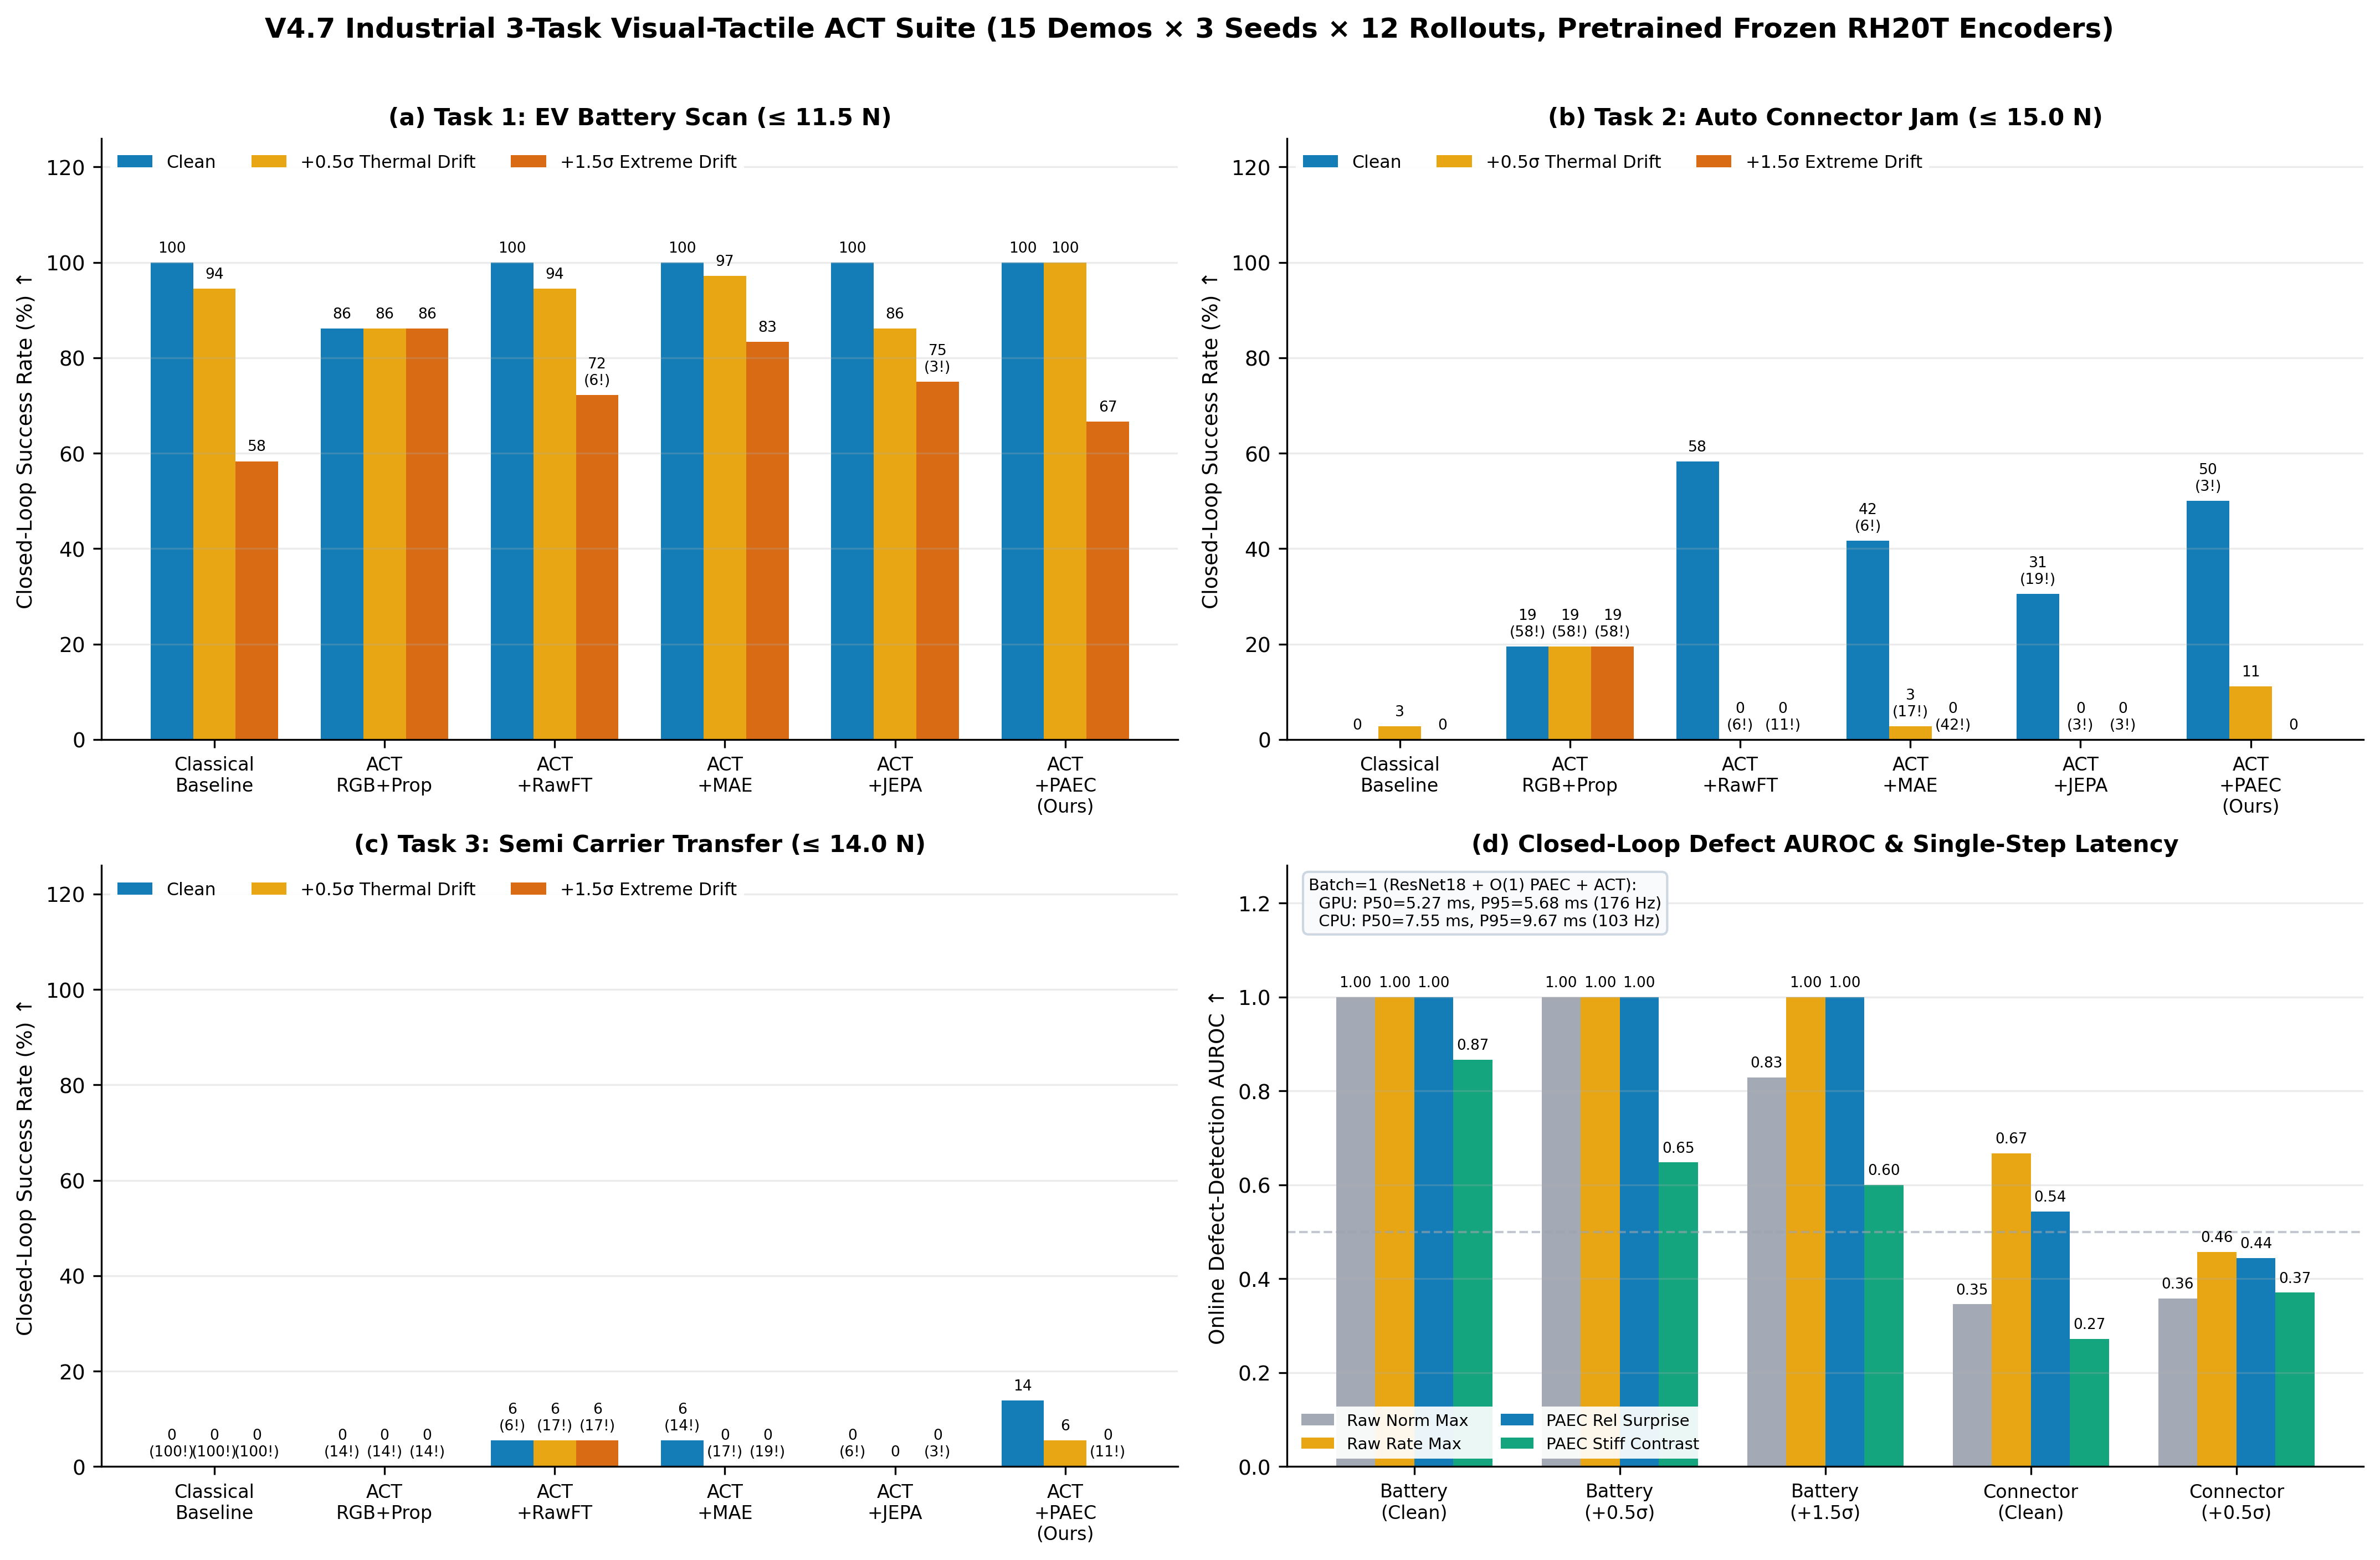 V4.7 Industrial 3-Task Visual-Tactile ACT Suite (15 Demos × 3 Seeds × 12 Rollouts, Pretrained Frozen RH20T Encoders)
(a) Task 1: EV Battery Scan (≤ 11.5 N)
Closed-Loop Success Rate (%) ↑
120
100
80
60
40
20
0
Clean
+0.5σ Thermal Drift
+1.5σ Extreme Drift
100 94 58
86 86 86
100 94 72
(6!)
100 97 83
100 86 75
(3!)
100 100 67
Classical
Baseline
ACT
RGB+Prop
ACT
+RawFT
ACT
+MAE
ACT
+JEPA
ACT
+PAEC
(Ours)
(b) Task 2: Auto Connector Jam (≤ 15.0 N)
Closed-Loop Success Rate (%) ↑
120
100
80
60
40
20
0
Clean
+0.5σ Thermal Drift
+1.5σ Extreme Drift
0 3 0
19 19 19
(58!) (58!) (58!)
58 0 0
(6!) (11!)
42 3 0
(6!) (17!) (42!)
31 0 0
(19!) (3!) (3!)
50 11 0
(3!)
Classical
Baseline
ACT
RGB+Prop
ACT
+RawFT
ACT
+MAE
ACT
+JEPA
ACT
+PAEC
(Ours)
(c) Task 3: Semi Carrier Transfer (≤ 14.0 N)
Closed-Loop Success Rate (%) ↑
120
100
80
60
40
20
0
Clean
+0.5σ Thermal Drift
+1.5σ Extreme Drift
0 0 0
(100!) (100!) (100!)
0 0 0
(14!) (14!) (14!)
6 6 6
(6!) (17!) (17!)
6 0 0
(14!) (17!) (19!)
0 0 0
(6!) (3!)
14 6 0
(11!)
Classical
Baseline
ACT
RGB+Prop
ACT
+RawFT
ACT
+MAE
ACT
+JEPA
ACT
+PAEC
(Ours)
(d) Closed-Loop Defect AUROC & Single-Step Latency
Online Defect-Detection AUROC ↑
1.2
1.0
0.8
0.6
0.4
0.2
0.0
Batch=1 (ResNet18 + O(1) PAEC + ACT):
GPU: P50=5.27 ms, P95=5.68 ms (176 Hz)
CPU: P50=7.55 ms, P95=9.67 ms (103 Hz)
1.00 1.00 1.00 0.87
1.00 1.00 1.00 0.65
0.83 1.00 1.00 0.60
0.35 0.67 0.54 0.27
0.36 0.46 0.44 0.37
Raw Norm Max
Raw Rate Max
PAEC Rel Surprise
PAEC Stiff Contrast
Battery
(Clean)
Battery
(+0.5σ)
Battery
(+1.5σ)
Connector
(Clean)
Connector
(+0.5σ)